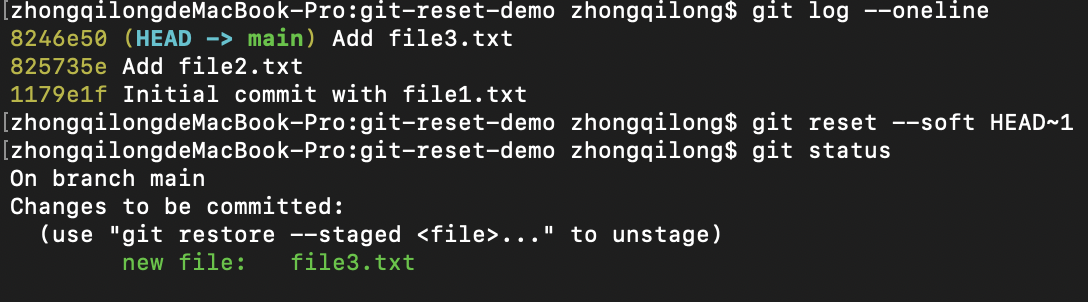 [zhongqilongdeMacBook-Pro:git-reset-demo zhongqilong$ git log --oneline
8246e50 (HEAD -> main) Add file3.txt
825735e Add file2.txt
1179e1f Initial commit with file1.txt
[zhongqilongdeMacBook-Pro:git-reset-demo zhongqilong$ git reset --soft HEAD~1
[zhongqilongdeMacBook-Pro:git-reset-demo zhongqilong$ git status
On branch main
Changes to be committed:
  (use "git restore --staged <file>..." to unstage)
        new file:   file3.txt